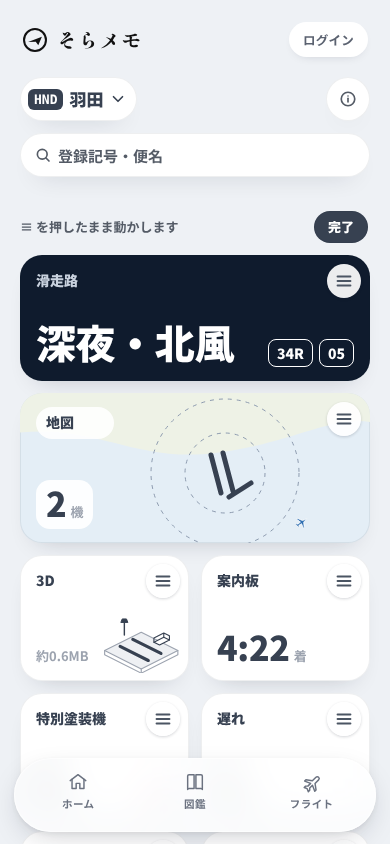 そらメモ
ログイン
HND 羽田
登録記号・便名
を押したまま動かします
完了
滑走路
深夜・北風
34R 05
地図
2 機
3D
約0.6MB
案内板
4:22 着
特別塗装機
遅れ
ホーム
図鑑
フライト